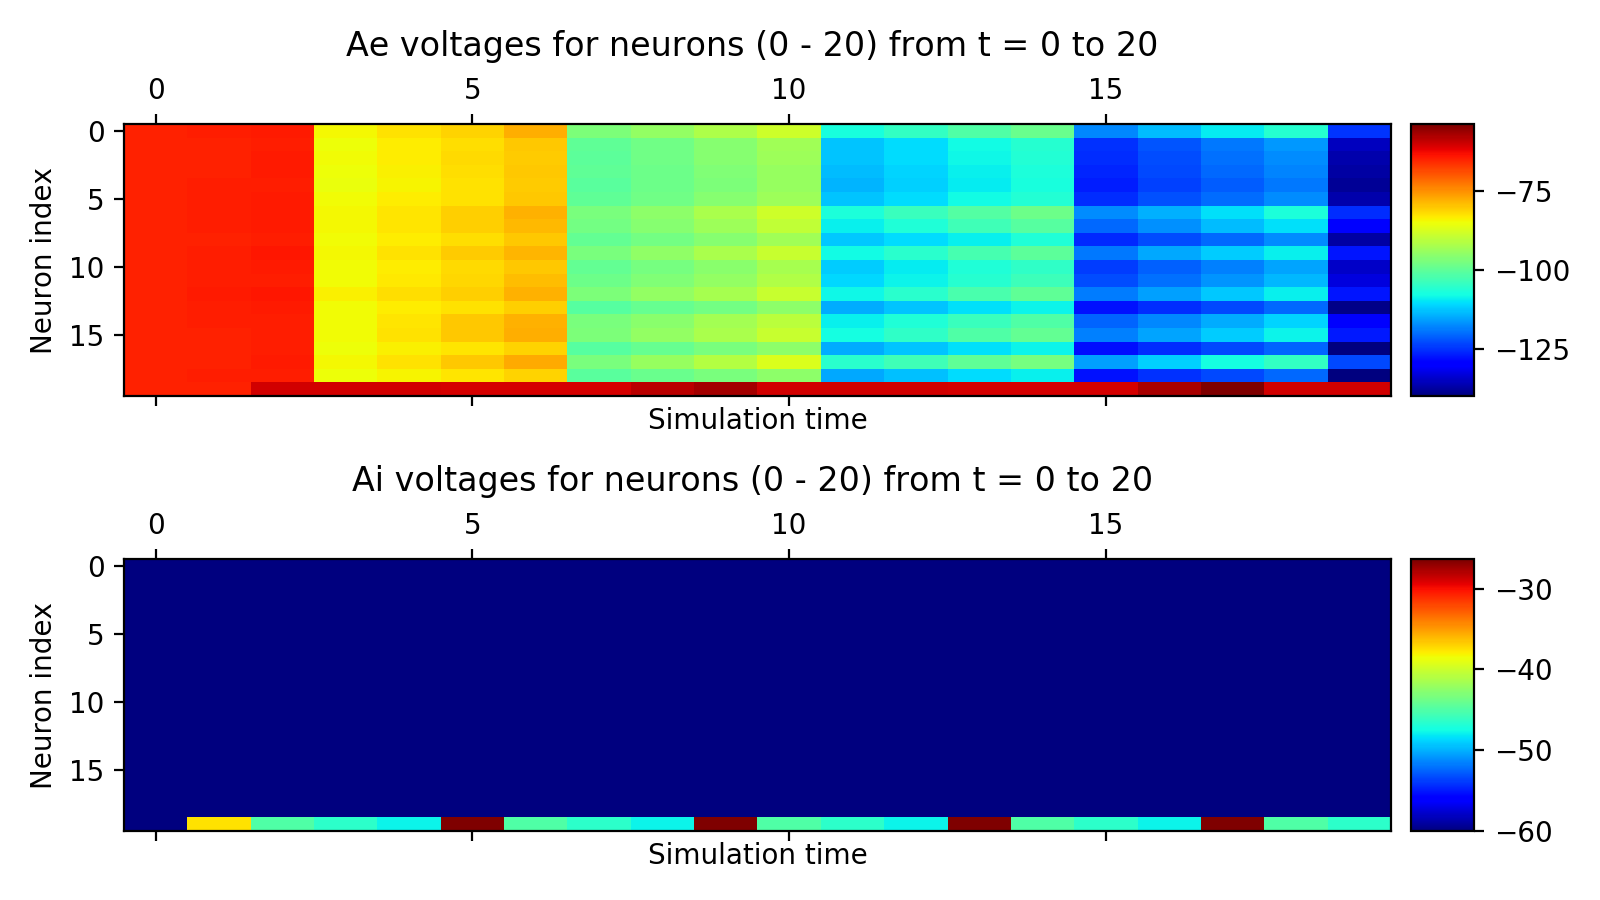 Ae voltages for neurons (0 - 20) from t = 0 to 20
0 5 10 15
Neuron index
0
5
10
15
−75
−100
−125
Simulation time
Ai voltages for neurons (0 - 20) from t = 0 to 20
0 5 10 15
Neuron index
0
5
10
15
−30
−40
−50
−60
Simulation time